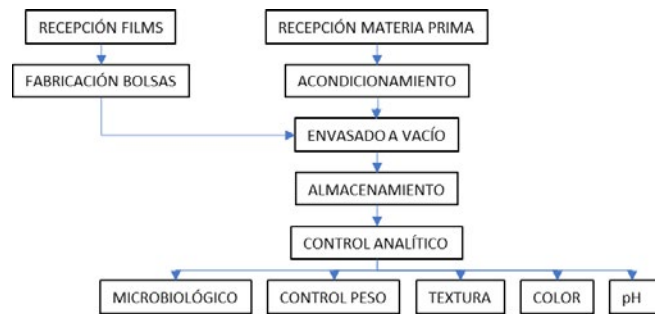 RECEPCIÓN FILMS
RECEPCIÓN MATERIA PRIMA
FABRICACIÓN BOLSAS
ACONDICIONAMIENTO
ENVASADO A VACÍO
ALMACENAMIENTO
CONTROL ANALÍTICO
MICROBIOLÓGICO
CONTROL PESO
TEXTURA
COLOR
pH